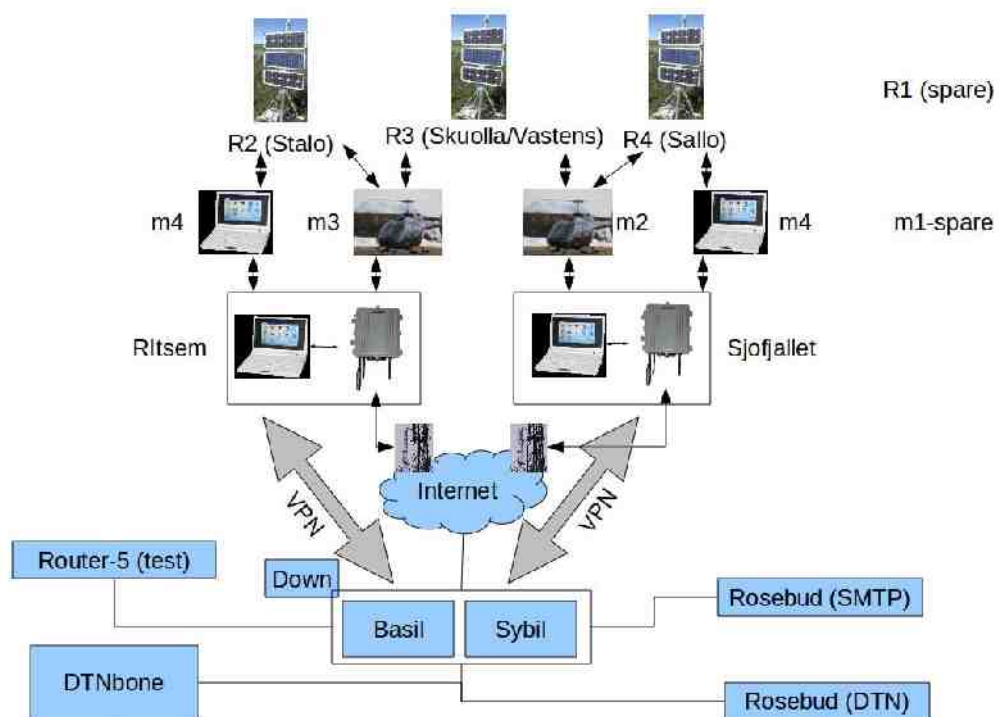 R1 (spare)
R2 (Stalo)
R3 (Skuolla/Vastens)
R4 (Sallo)
m4
m3
m2
m4
m1-spare
RItsem
Sjofjallet
VPN
Internet
VPN
Router-5 (test)
Down
Basil
Sybil
Rosebud (SMTP)
DTNbone
Rosebud (DTN)